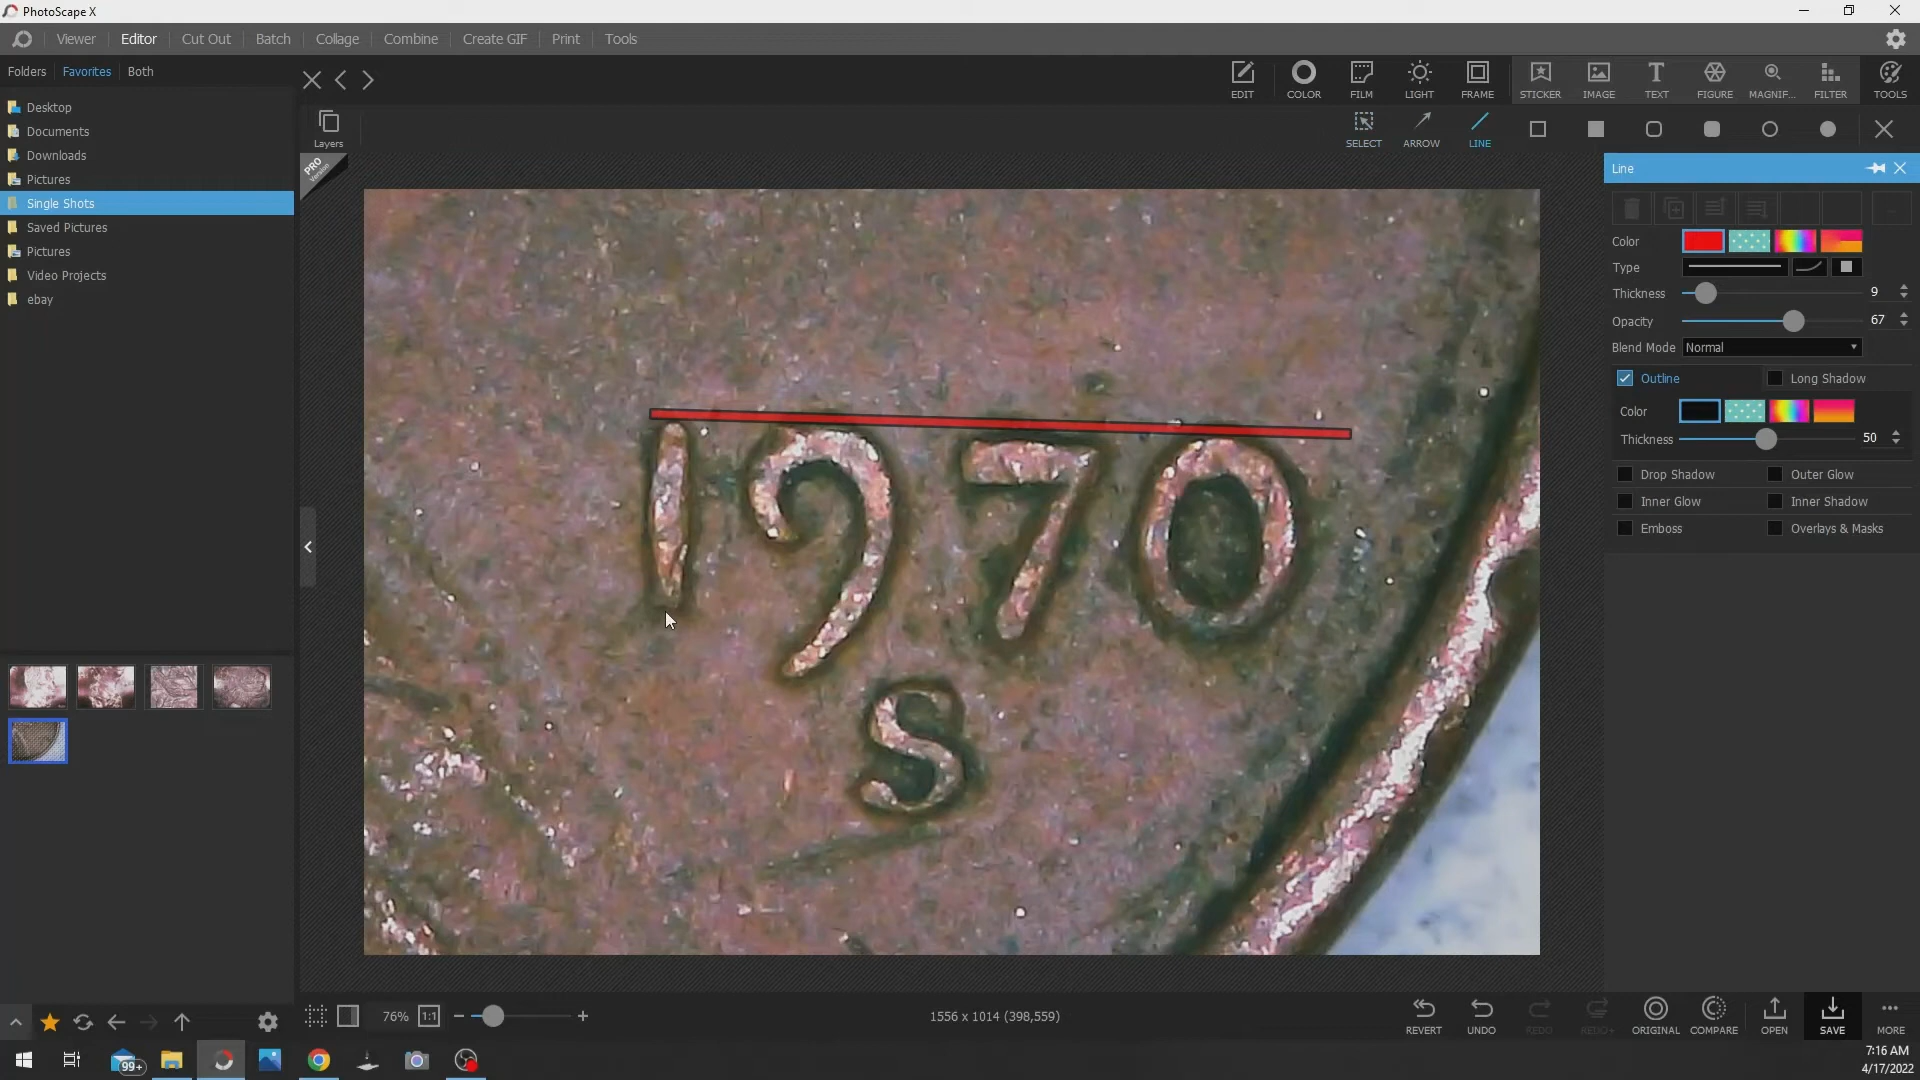 PhotoScape X
Viewer Editor Cut Out Batch Collage Combine Create GIF Print Tools
Folders Favorites Both
EDIT COLOR FILM LIGHT FRAME STICKER IMAGE TEXT FIGURE MAGNIF... FILTER TOOLS
Desktop
Documents
Downloads
Pictures
Single Shots
Saved Pictures
Pictures
Video Projects
ebay
Layers
SELECT ARROW LINE
PRO
Version
Line
Color
Type
Thickness 9
Opacity 67
Blend Mode Normal
Outline Long Shadow
Color
Thickness 50
Drop Shadow Outer Glow
Inner Glow Inner Shadow
Emboss Overlays & Masks
1970
S
76% 1:1 1556 x 1014 (398,559)
REVERT UNDO REDO REDO+ ORIGINAL COMPARE OPEN SAVE MORE
99+
7:16 AM
4/17/2022